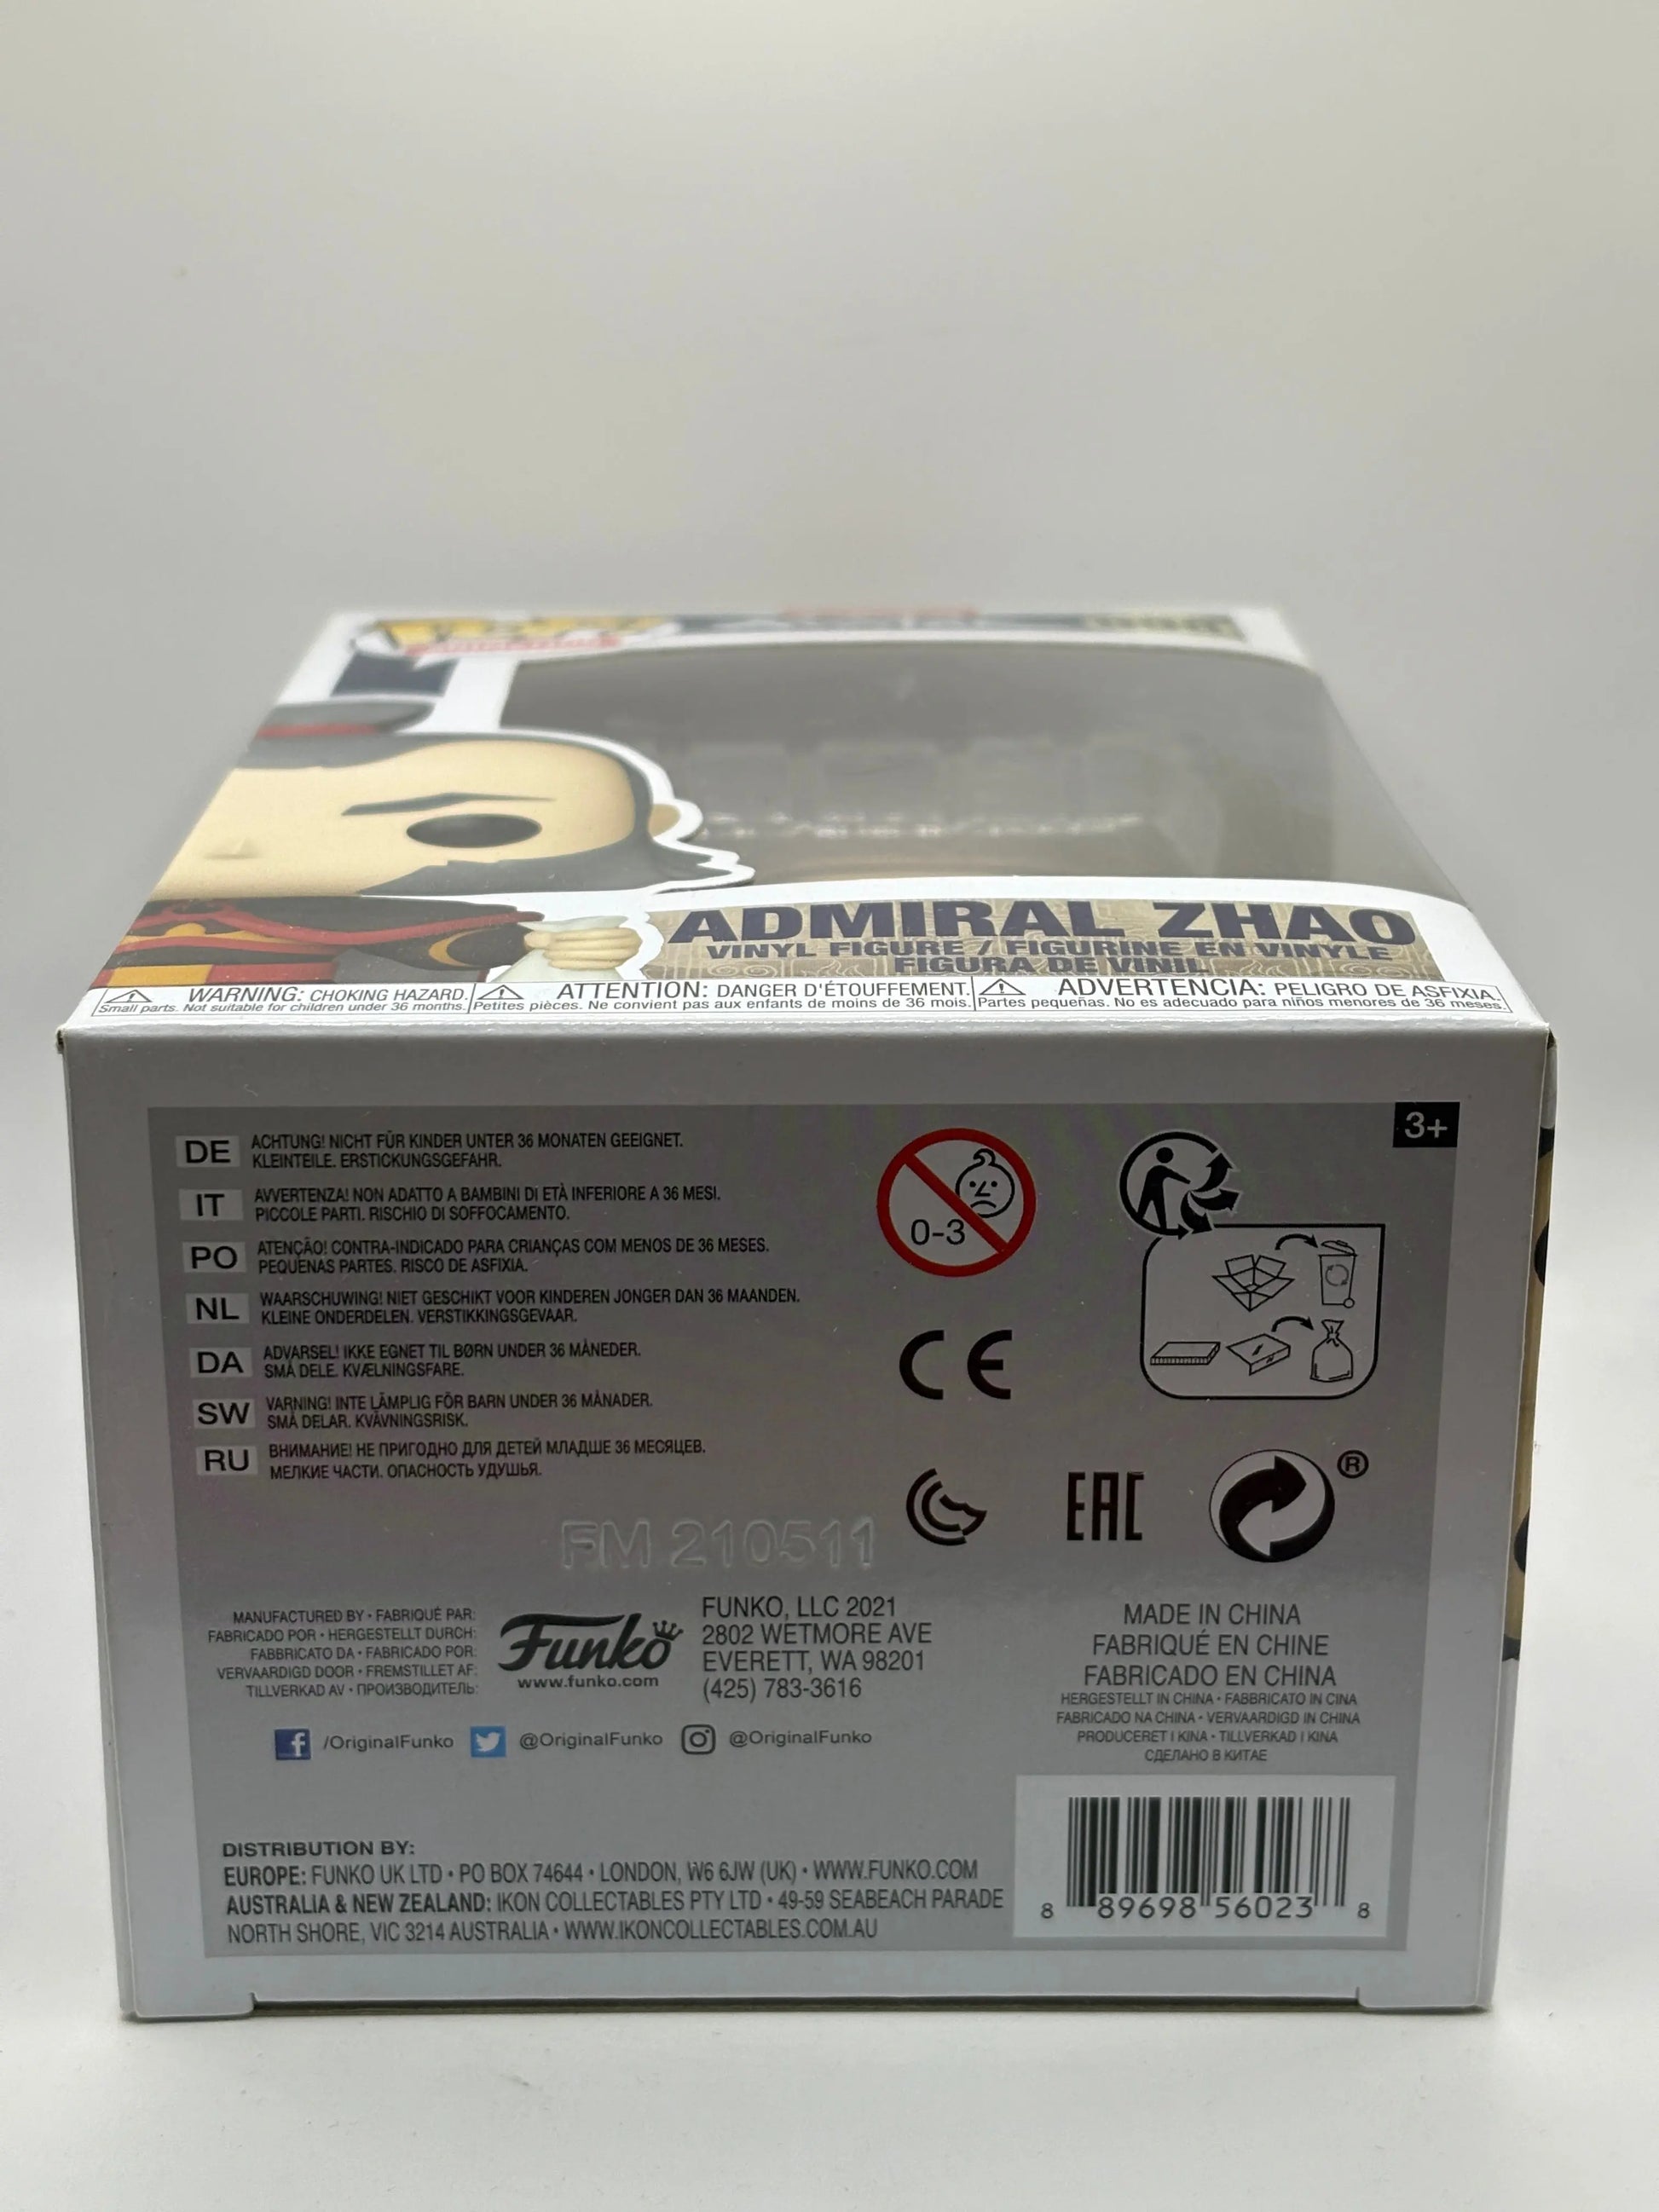 ADMIRAL ZHAO
VINYL FIGURE / FIGURINE EN VINYLE
FIGURA DE VINIL
WARNING: CHOKING HAZARD.
Small parts. Not suitable for children under 36 months.
ATTENTION: DANGER D'ÉTOUFFEMENT.
Petites pièces. Ne convient pas aux enfants de moins de 36 mois.
ADVERTENCIA: PELIGRO DE ASFIXIA.
Partes pequeñas. No es adecuado para niños menores de 36 meses.
3+
DE ACHTUNG! NICHT FÜR KINDER UNTER 36 MONATEN GEEIGNET.
KLEINTEILE. ERSTICKUNGSGEFAHR.
IT AVVERTENZA! NON ADATTO A BAMBINI DI ETÀ INFERIORE A 36 MESI.
PICCOLE PARTI. RISCHIO DI SOFFOCAMENTO.
PO ATENÇÃO! CONTRA-INDICADO PARA CRIANÇAS COM MENOS DE 36 MESES.
PEQUENAS PARTES. RISCO DE ASFIXIA.
NL WAARSCHUWING! NIET GESCHIKT VOOR KINDEREN JONGER DAN 36 MAANDEN.
KLEINE ONDERDELEN. VERSTIKKINGSGEVAAR.
DA ADVARSEL! IKKE EGNET TIL BØRN UNDER 36 MÅNEDER.
SMÅ DELE. KVÆLNINGSFARE.
SW VARNING! INTE LÄMPLIG FÖR BARN UNDER 36 MÅNADER.
SMÅ DELAR. KVÄVNINGSRISK.
RU ВНИМАНИЕ! НЕ ПРИГОДНО ДЛЯ ДЕТЕЙ МЛАДШЕ 36 МЕСЯЦЕВ.
МЕЛКИЕ ЧАСТИ. ОПАСНОСТЬ УДУШЬЯ.
0-3
CE
EAC
®
FM 210511
MANUFACTURED BY • FABRIQUÉ PAR:
FABRICADO POR • HERGESTELLT DURCH:
FABBRICATO DA • FABRICADO POR:
VERVAARDIGD DOOR • FREMSTILLET AF:
TILLVERKAD AV • ПРОИЗВОДИТЕЛЬ:
Funko
www.funko.com
FUNKO, LLC 2021
2802 WETMORE AVE
EVERETT, WA 98201
(425) 783-3616
/OriginalFunko @OriginalFunko @OriginalFunko
MADE IN CHINA
FABRIQUÉ EN CHINE
FABRICADO EN CHINA
HERGESTELLT IN CHINA • FABBRICATO IN CINA
FABRICADO NA CHINA • VERVAARDIGD IN CHINA
PRODUCERET I KINA • TILLVERKAD I KINA
СДЕЛАНО В КИТАЕ
DISTRIBUTION BY:
EUROPE: FUNKO UK LTD • PO BOX 74644 • LONDON, W6 6JW (UK) • WWW.FUNKO.COM
AUSTRALIA & NEW ZEALAND: IKON COLLECTABLES PTY LTD • 49-59 SEABEACH PARADE
NORTH SHORE, VIC 3214 AUSTRALIA • WWW.IKONCOLLECTABLES.COM.AU
8 89698 56023 8